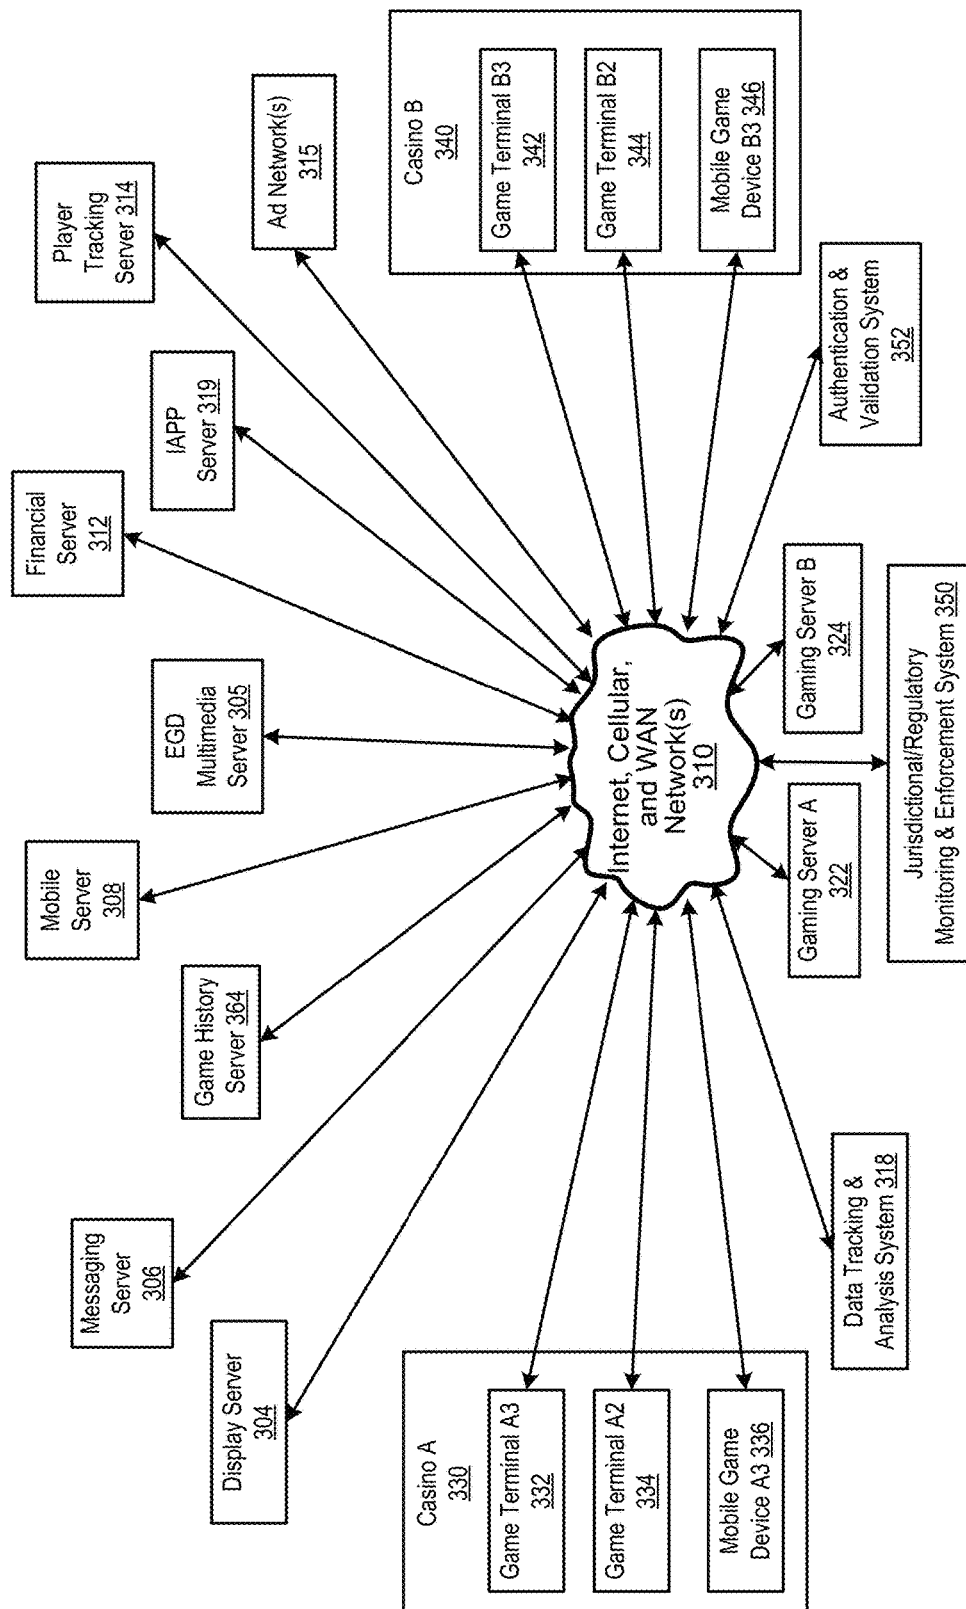 Messaging
Server
306
Display Server
304
Game History
Server 364
Mobile
Server
308
EGD
Multimedia
Server 305
Financial
Server
312
IAPP
Server 319
Player
Tracking
Server 314
Ad Network(s)
315
Casino A
330
Game Terminal A3
332
Game Terminal A2
334
Mobile Game
Device A3 336
Internet, Cellular,
and WAN
Network(s)
310
Casino B
340
Game Terminal B3
342
Game Terminal B2
344
Mobile Game
Device B3 346
Data Tracking &
Analysis System 318
Gaming Server A
322
Gaming Server B
324
Authentication &
Validation System
352
Jurisdictional/Regulatory
Monitoring & Enforcement System 350